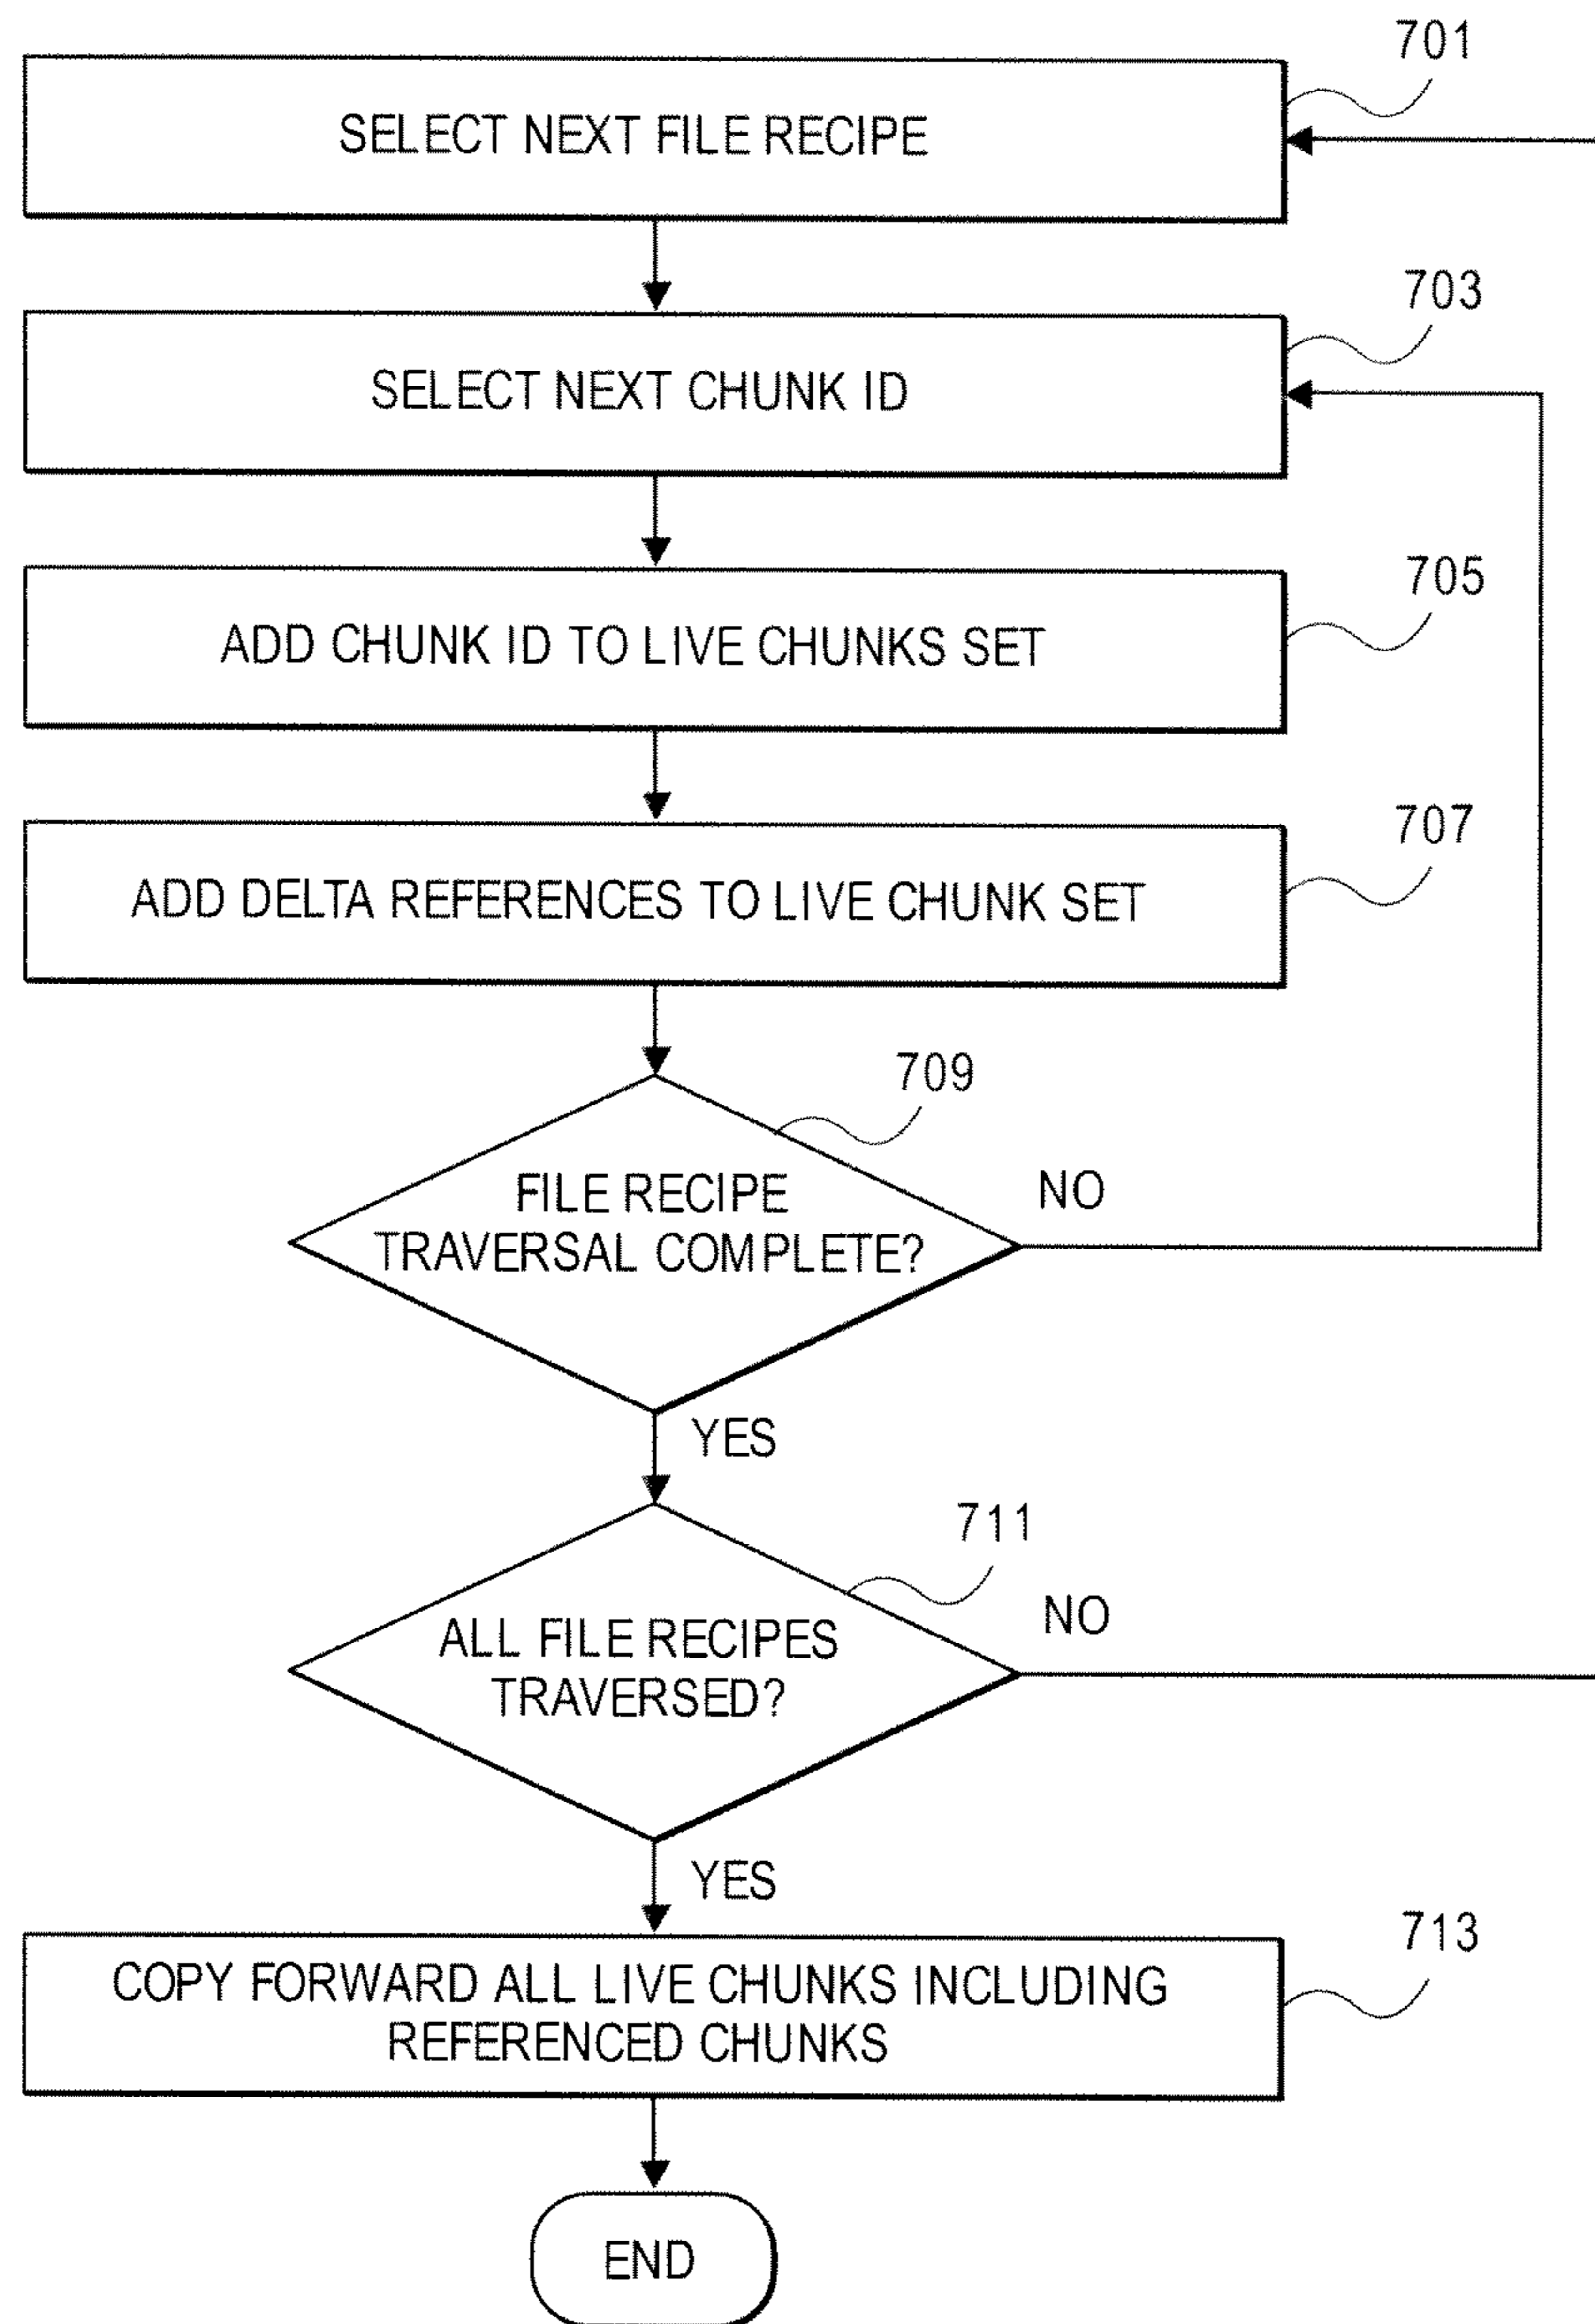 701
SELECT NEXT FILE RECIPE
703
SELECT NEXT CHUNK ID
705
ADD CHUNK ID TO LIVE CHUNKS SET
707
ADD DELTA REFERENCES TO LIVE CHUNK SET
709
FILE RECIPE
TRAVERSAL COMPLETE?
NO
YES
711
ALL FILE RECIPES
TRAVERSED?
NO
YES
713
COPY FORWARD ALL LIVE CHUNKS INCLUDING
REFERENCED CHUNKS
END